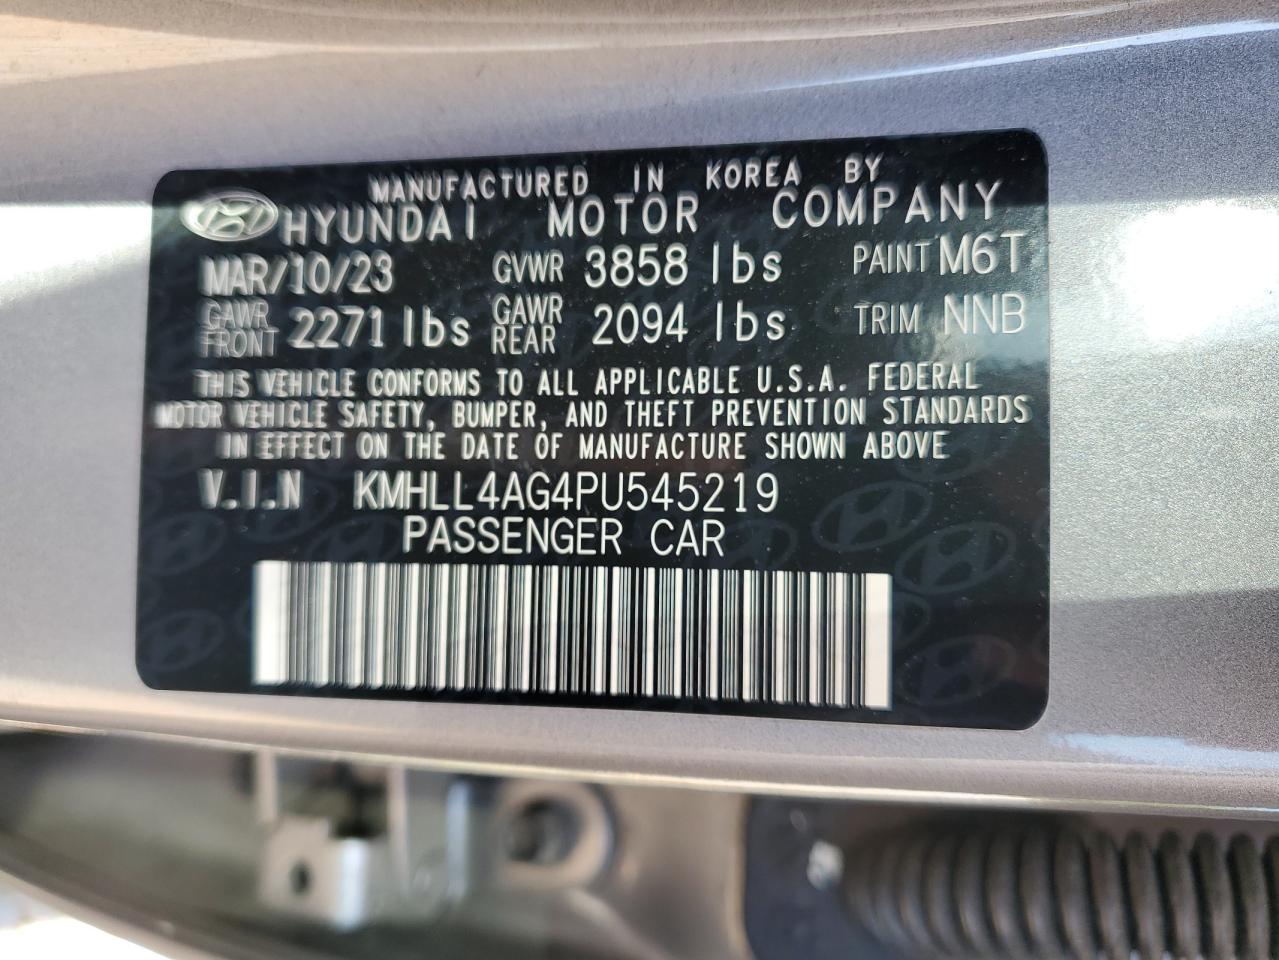 MANUFACTURED IN KOREA BY
HYUNDAI MOTOR COMPANY
MAR/10/23 GVWR 3858 lbs PAINT M6T
GAWR FRONT 2271 lbs GAWR REAR 2094 lbs TRIM NNB
THIS VEHICLE CONFORMS TO ALL APPLICABLE U.S.A. FEDERAL
MOTOR VEHICLE SAFETY, BUMPER, AND THEFT PREVENTION STANDARDS
IN EFFECT ON THE DATE OF MANUFACTURE SHOWN ABOVE
V.I.N KMHLL4AG4PU545219
PASSENGER CAR